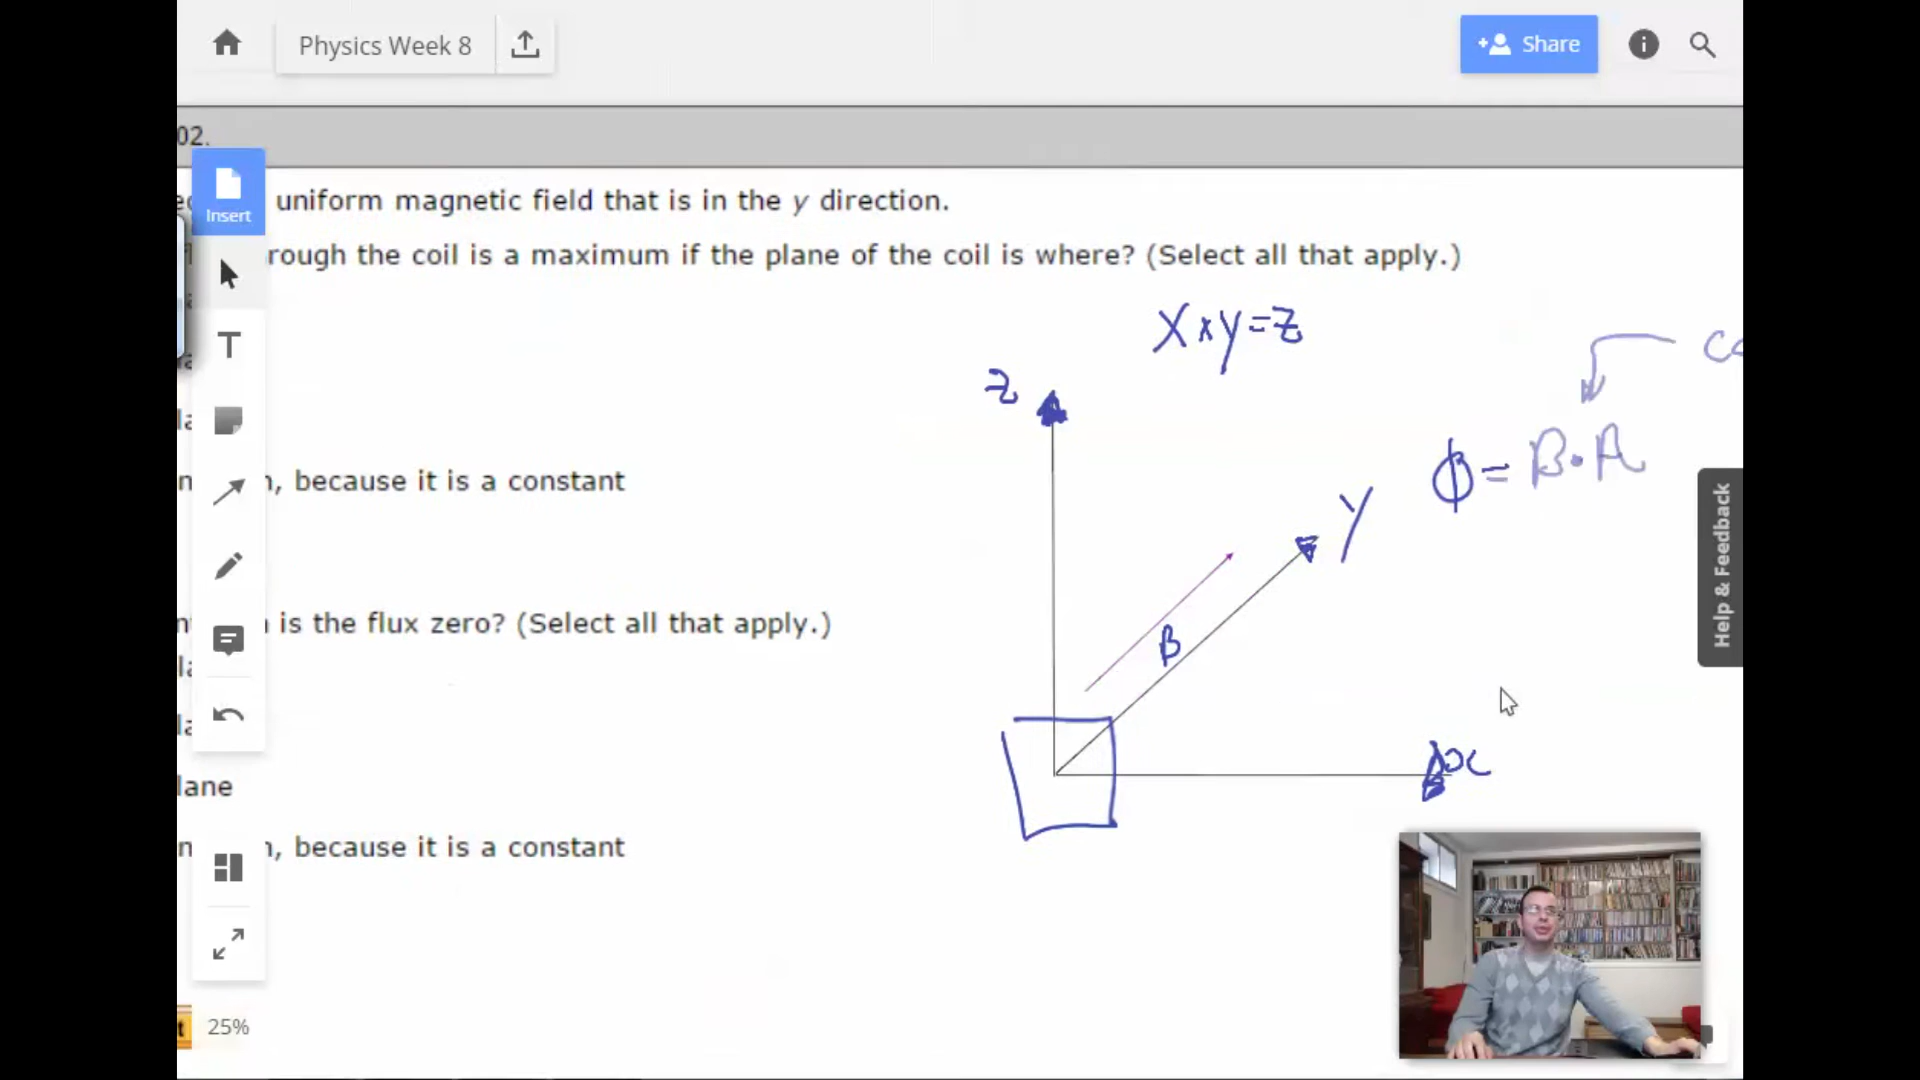 Physics Week 8
Share
02.
Insert
uniform magnetic field that is in the y direction.
rough the coil is a maximum if the plane of the coil is where? (Select all that apply.)
X x y = z
z
, because it is a constant
ϕ = B • A
Y
B
is the flux zero? (Select all that apply.)
x
lane
, because it is a constant
Help & Feedback
25%